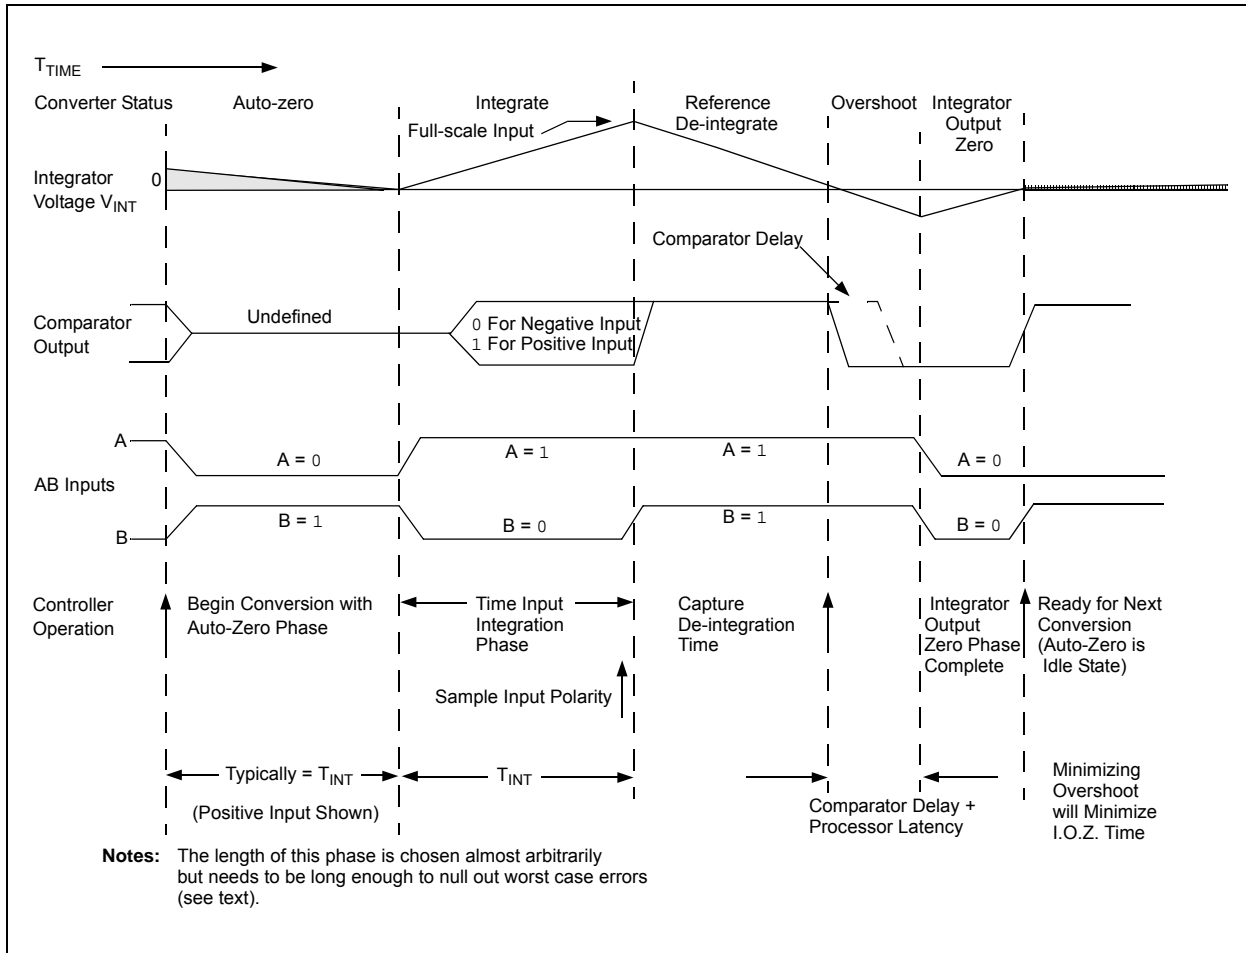 TTIME
Converter Status
Auto-zero
Integrate
Full-scale Input
Reference
De-integrate
Overshoot
Integrator
Output
Zero
Integrator
Voltage VINT
0
Comparator Delay
Comparator
Output
Undefined
0 For Negative Input
1 For Positive Input
A
AB Inputs
B
A = 0
A = 1
A = 1
A = 0
B = 1
B = 0
B = 1
B = 0
Controller
Operation
Begin Conversion with
Auto-Zero Phase
Time Input
Integration
Phase
Capture
De-integration
Time
Integrator
Output
Zero Phase
Complete
Ready for Next
Conversion
(Auto-Zero is
Idle State)
Sample Input Polarity
Typically = TINT
(Positive Input Shown)
TINT
Comparator Delay +
Processor Latency
Minimizing
Overshoot
will Minimize
I.O.Z. Time
Notes: The length of this phase is chosen almost arbitrarily
but needs to be long enough to null out worst case errors
(see text).